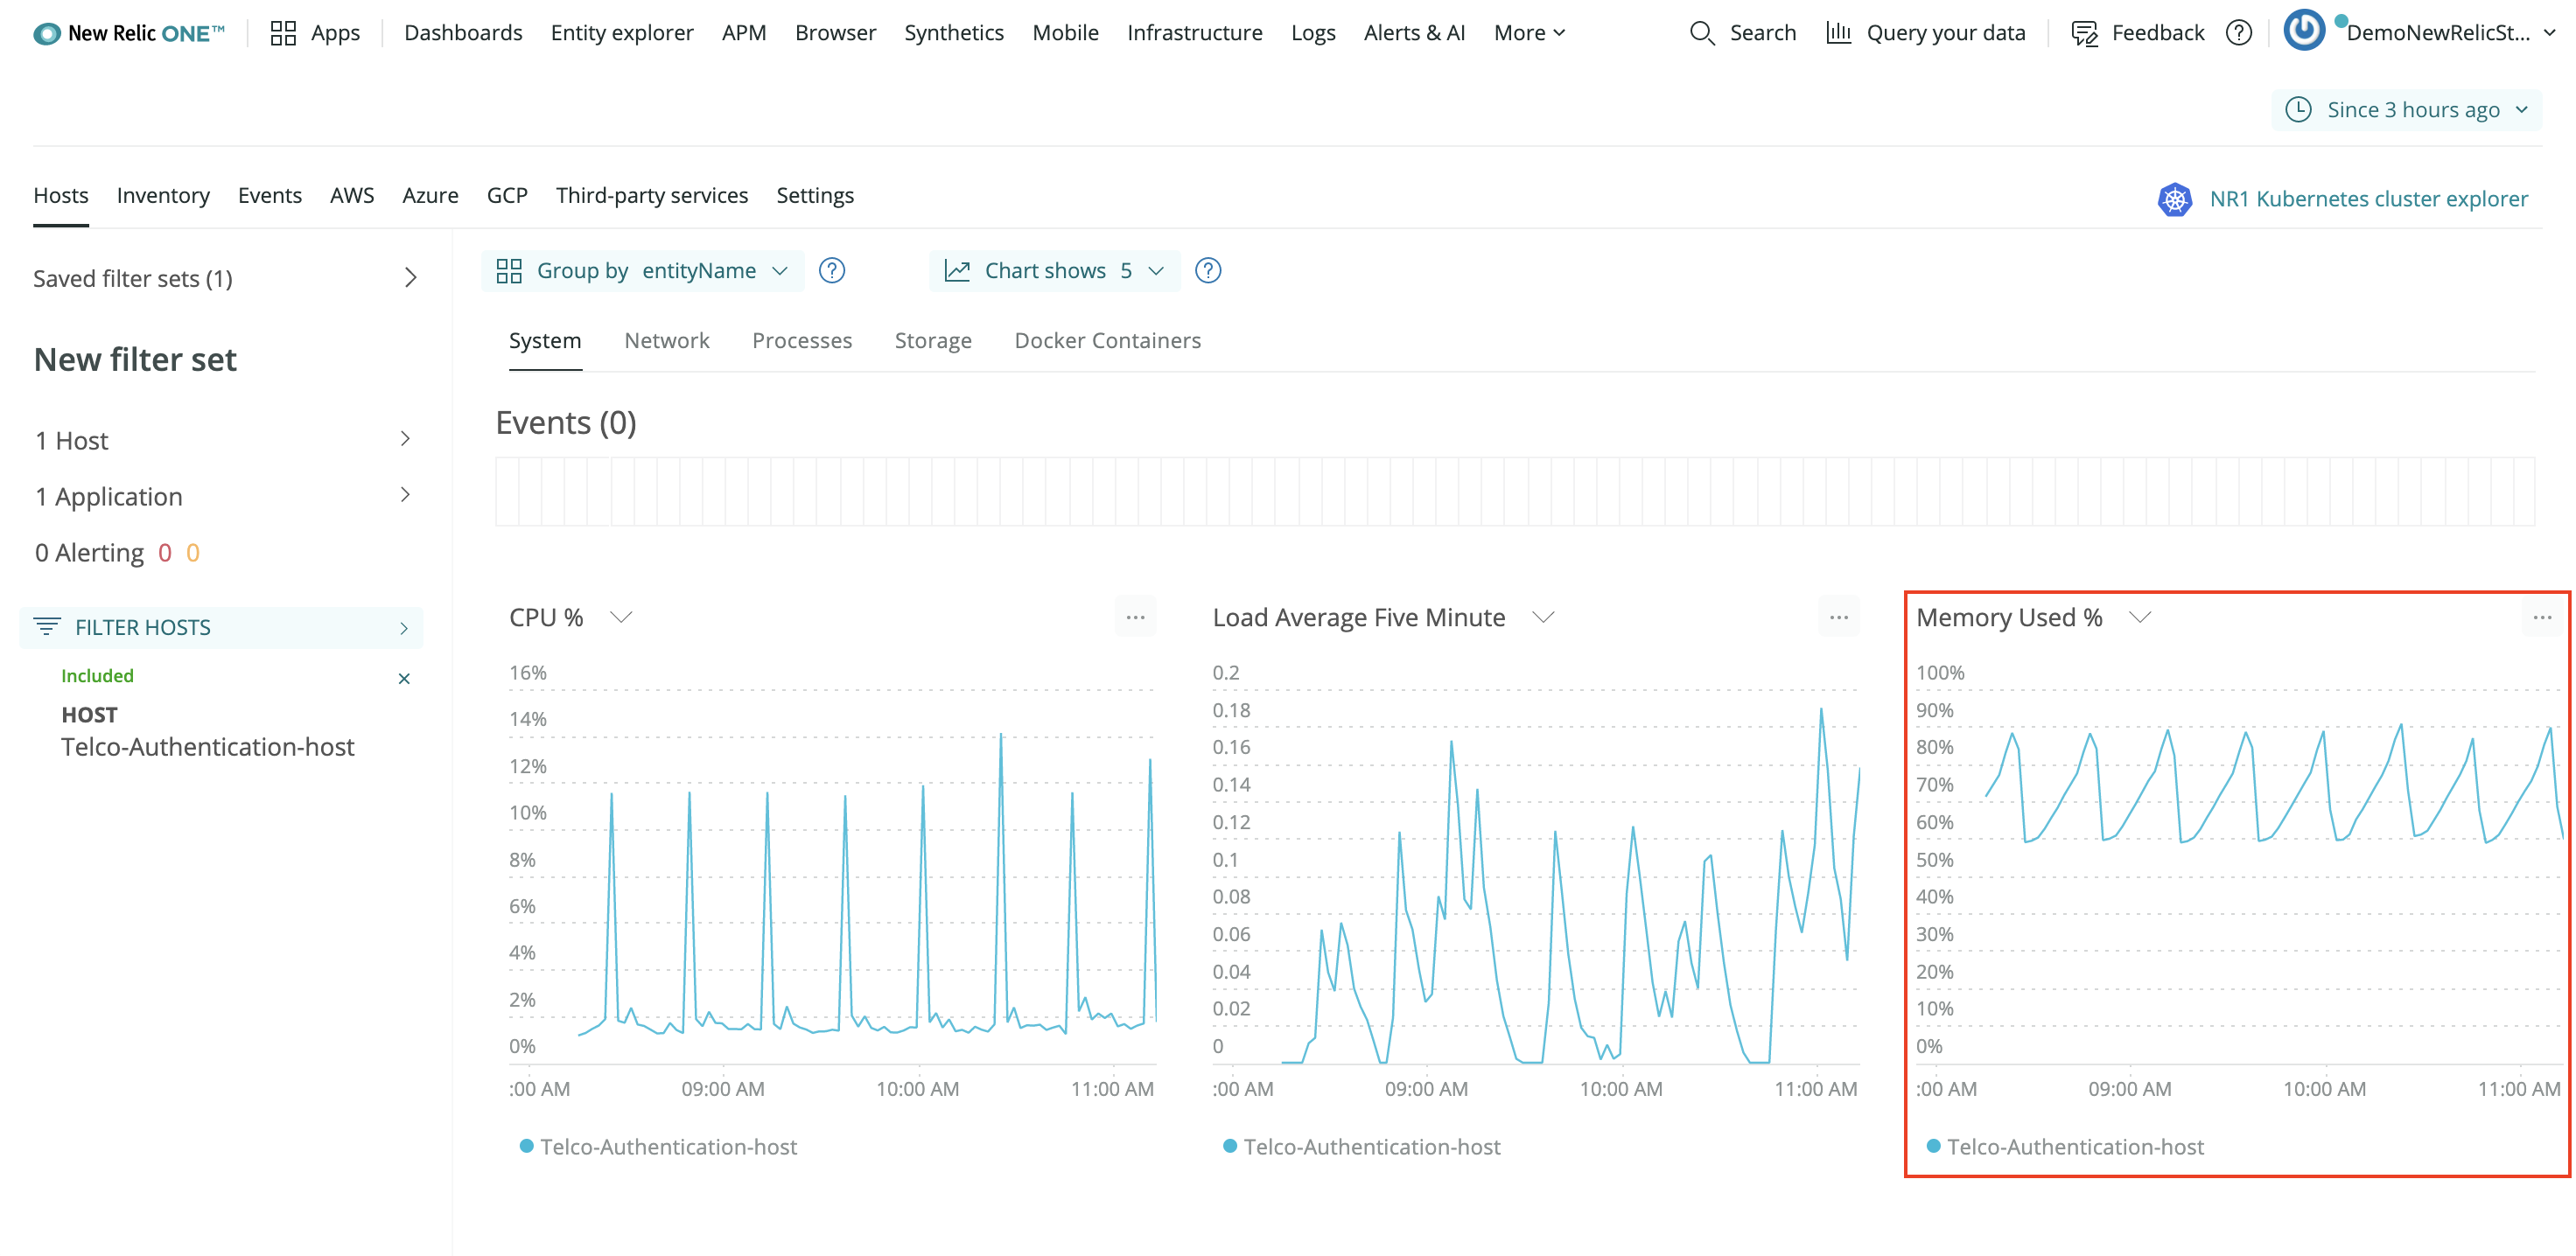 New Relic ONE™ Apps Dashboards Entity explorer APM Browser Synthetics Mobile Infrastructure Logs Alerts & AI More Search Query your data Feedback ? DemoNewRelicSt...
Since 3 hours ago
Hosts Inventory Events AWS Azure GCP Third-party services Settings NR1 Kubernetes cluster explorer
Saved filter sets (1)
New filter set
1 Host
1 Application
0 Alerting 0 0
FILTER HOSTS
Included
HOST
Telco-Authentication-host
Group by entityName ? Chart shows 5 ?
System Network Processes Storage Docker Containers
Events (0)
CPU %
16%
14%
12%
10%
8%
6%
4%
2%
0%
:00 AM 09:00 AM 10:00 AM 11:00 AM
Telco-Authentication-host
Load Average Five Minute
0.2
0.18
0.16
0.14
0.12
0.1
0.08
0.06
0.04
0.02
0
:00 AM 09:00 AM 10:00 AM 11:00 AM
Telco-Authentication-host
Memory Used %
100%
90%
80%
70%
60%
50%
40%
30%
20%
10%
0%
:00 AM 09:00 AM 10:00 AM 11:00 AM
Telco-Authentication-host